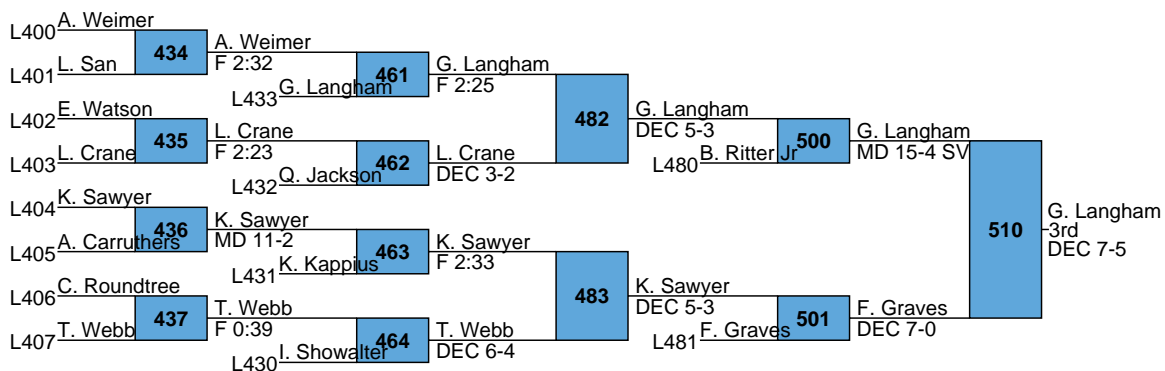 L400 A. Weimer
434
L401 L. San
A. Weimer
F 2:32
461
L433 G. Langham
G. Langham
F 2:25
L402 E. Watson
435
L403 L. Crane
L. Crane
F 2:23
462
L432 Q. Jackson
L. Crane
DEC 3-2
482
G. Langham
DEC 5-3
500
L480 B. Ritter Jr
G. Langham
MD 15-4 SV
L404 K. Sawyer
436
L405 A. Carruthers
K. Sawyer
MD 11-2
463
L431 K. Kappius
K. Sawyer
F 2:33
L406 C. Roundtree
437
L407 T. Webb
T. Webb
F 0:39
464
L430 I. Showalter
T. Webb
DEC 6-4
483
K. Sawyer
DEC 5-3
501
L481 F. Graves
F. Graves
DEC 7-0
510
G. Langham
3rd
DEC 7-5